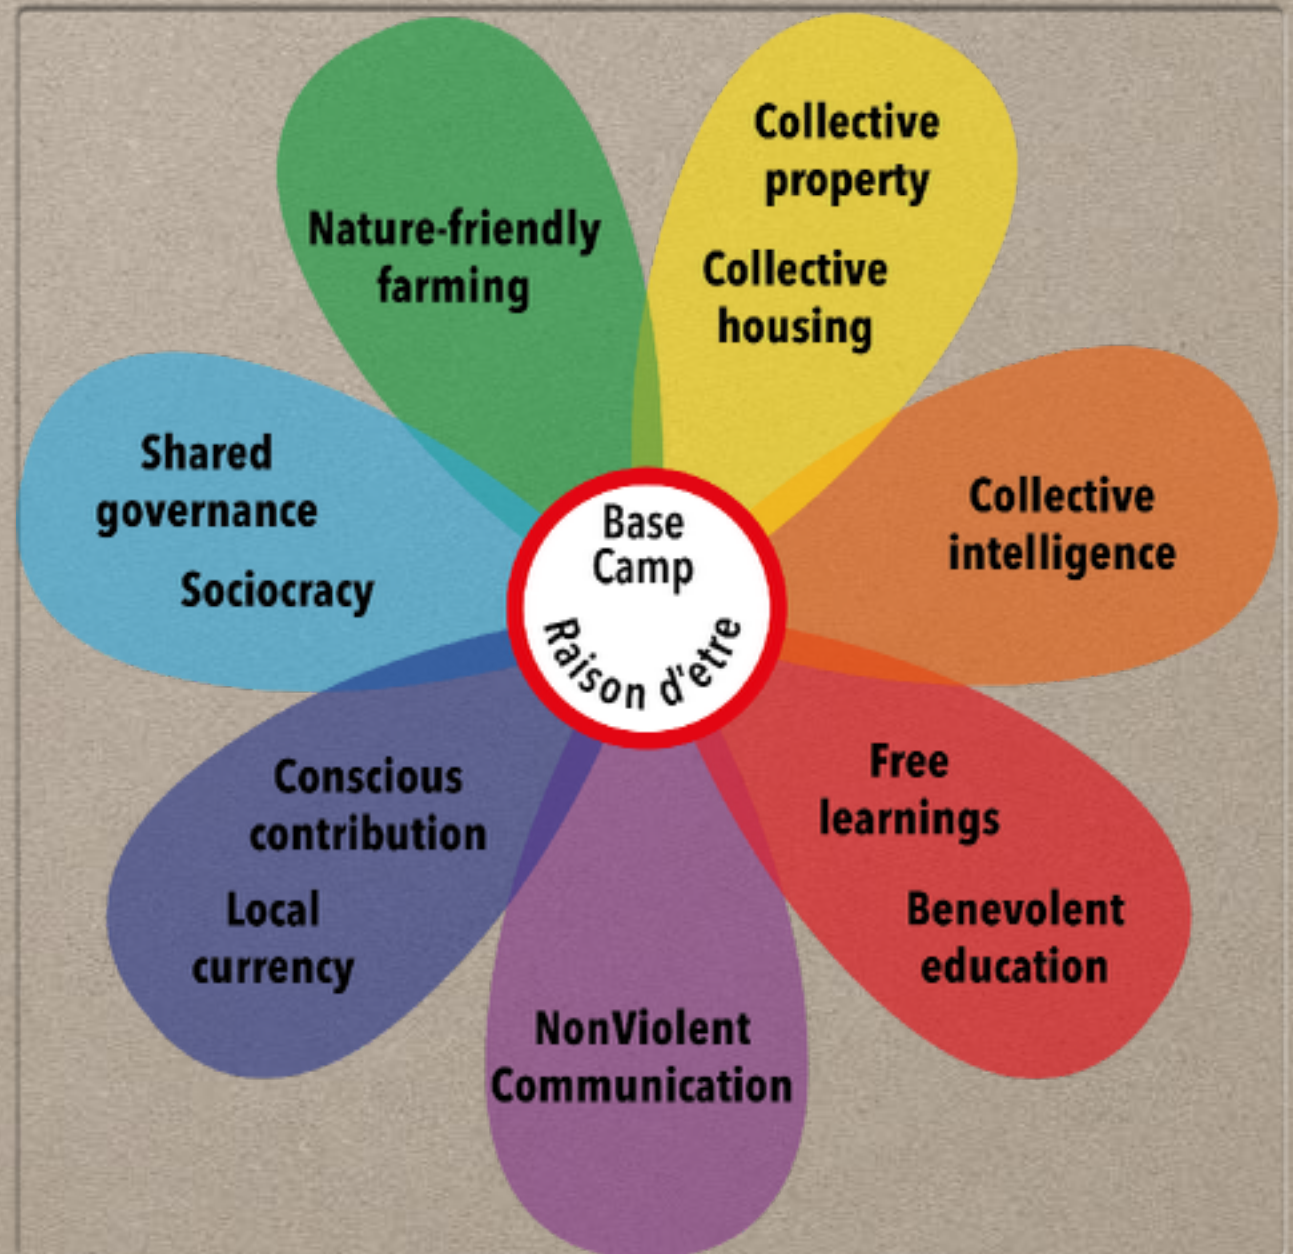 Nature-friendly
farming
Collective
property
Collective
housing
Collective
intelligence
Free
learnings
Benevolent
education
NonViolent
Communication
Conscious
contribution
Local
currency
Shared
governance
Sociocracy
Base
Camp
Raison d'etre